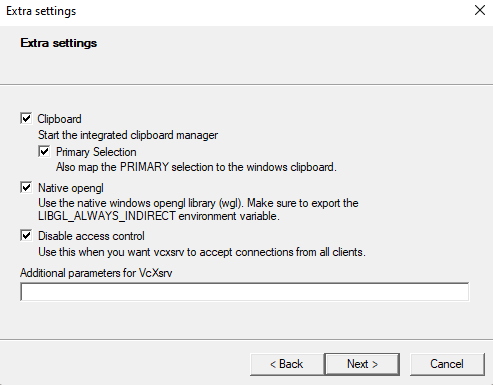 Extra settings
Extra settings
Clipboard
Start the integrated clipboard manager
Primary Selection
Also map the PRIMARY selection to the windows clipboard.
Native opengl
Use the native windows opengl library (wgl). Make sure to export the
LIBGL_ALWAYS_INDIRECT environment variable.
Disable access control
Use this when you want vcxsrv to accept connections from all clients.
Additional parameters for VcXsrv
< Back Next > Cancel